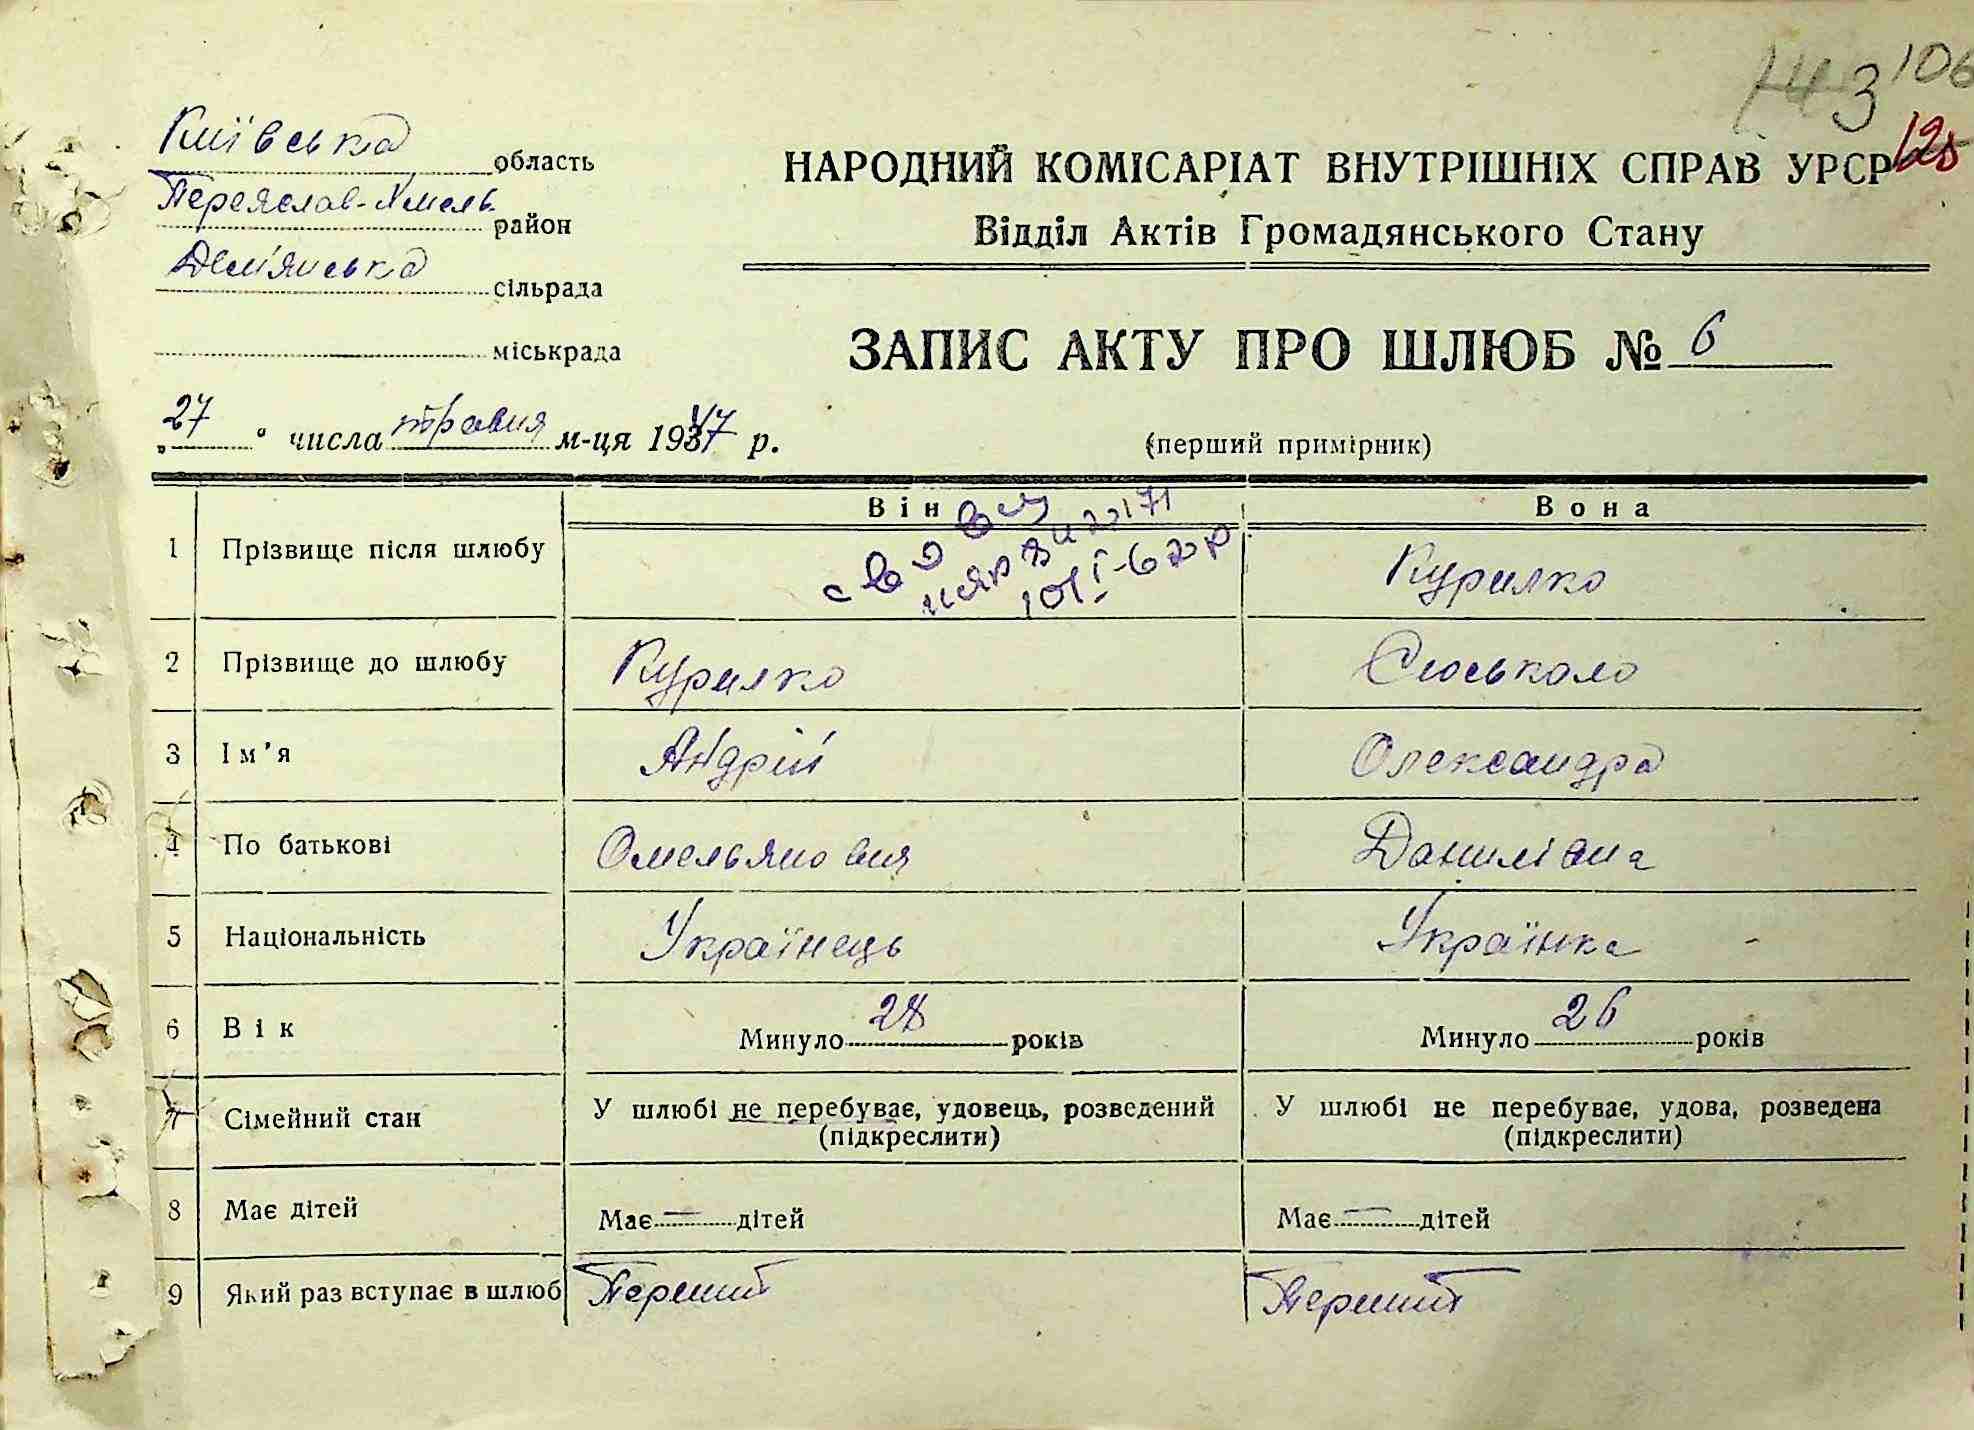 143 106
126
Київська область
Переяслав-Хмель. район
Дем'янська сільрада
міськрада
НАРОДНИЙ КОМІСАРІАТ ВНУТРІШНІХ СПРАВ УРСР
Відділ Актів Громадянського Стану
ЗАПИС АКТУ ПРО ШЛЮБ № 6
„27“ числа травня м-ця 1947 р.
(перший примірник)
Він Вона
1 Прізвище після шлюбу Курилко
2 Прізвище до шлюбу Курилко Сюсько
3 Ім'я Андрій Олександра
4 По батькові Омельянович Данилівна
5 Національність Українець Українка
6 Вік Минуло 28 років Минуло 26 років
7 Сімейний стан У шлюбі не перебуває, удовець, розведений У шлюбі не перебуває, удова, розведена
(підкреслити) (підкреслити)
8 Має дітей Має — дітей Має — дітей
9 Який раз вступає в шлюб Перший Перший